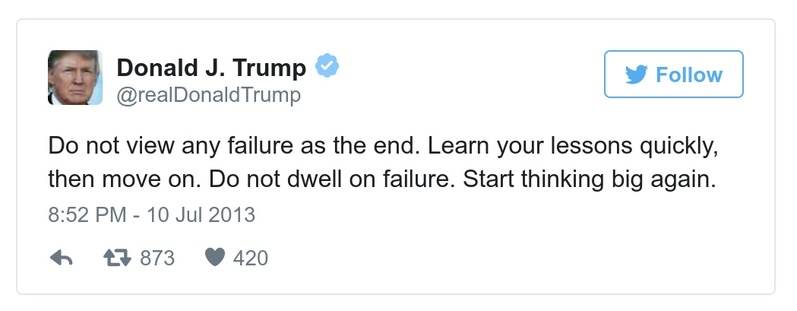 Donald J. Trump
@realDonaldTrump
Follow
Do not view any failure as the end. Learn your lessons quickly,
then move on. Do not dwell on failure. Start thinking big again.
8:52 PM - 10 Jul 2013
873 420